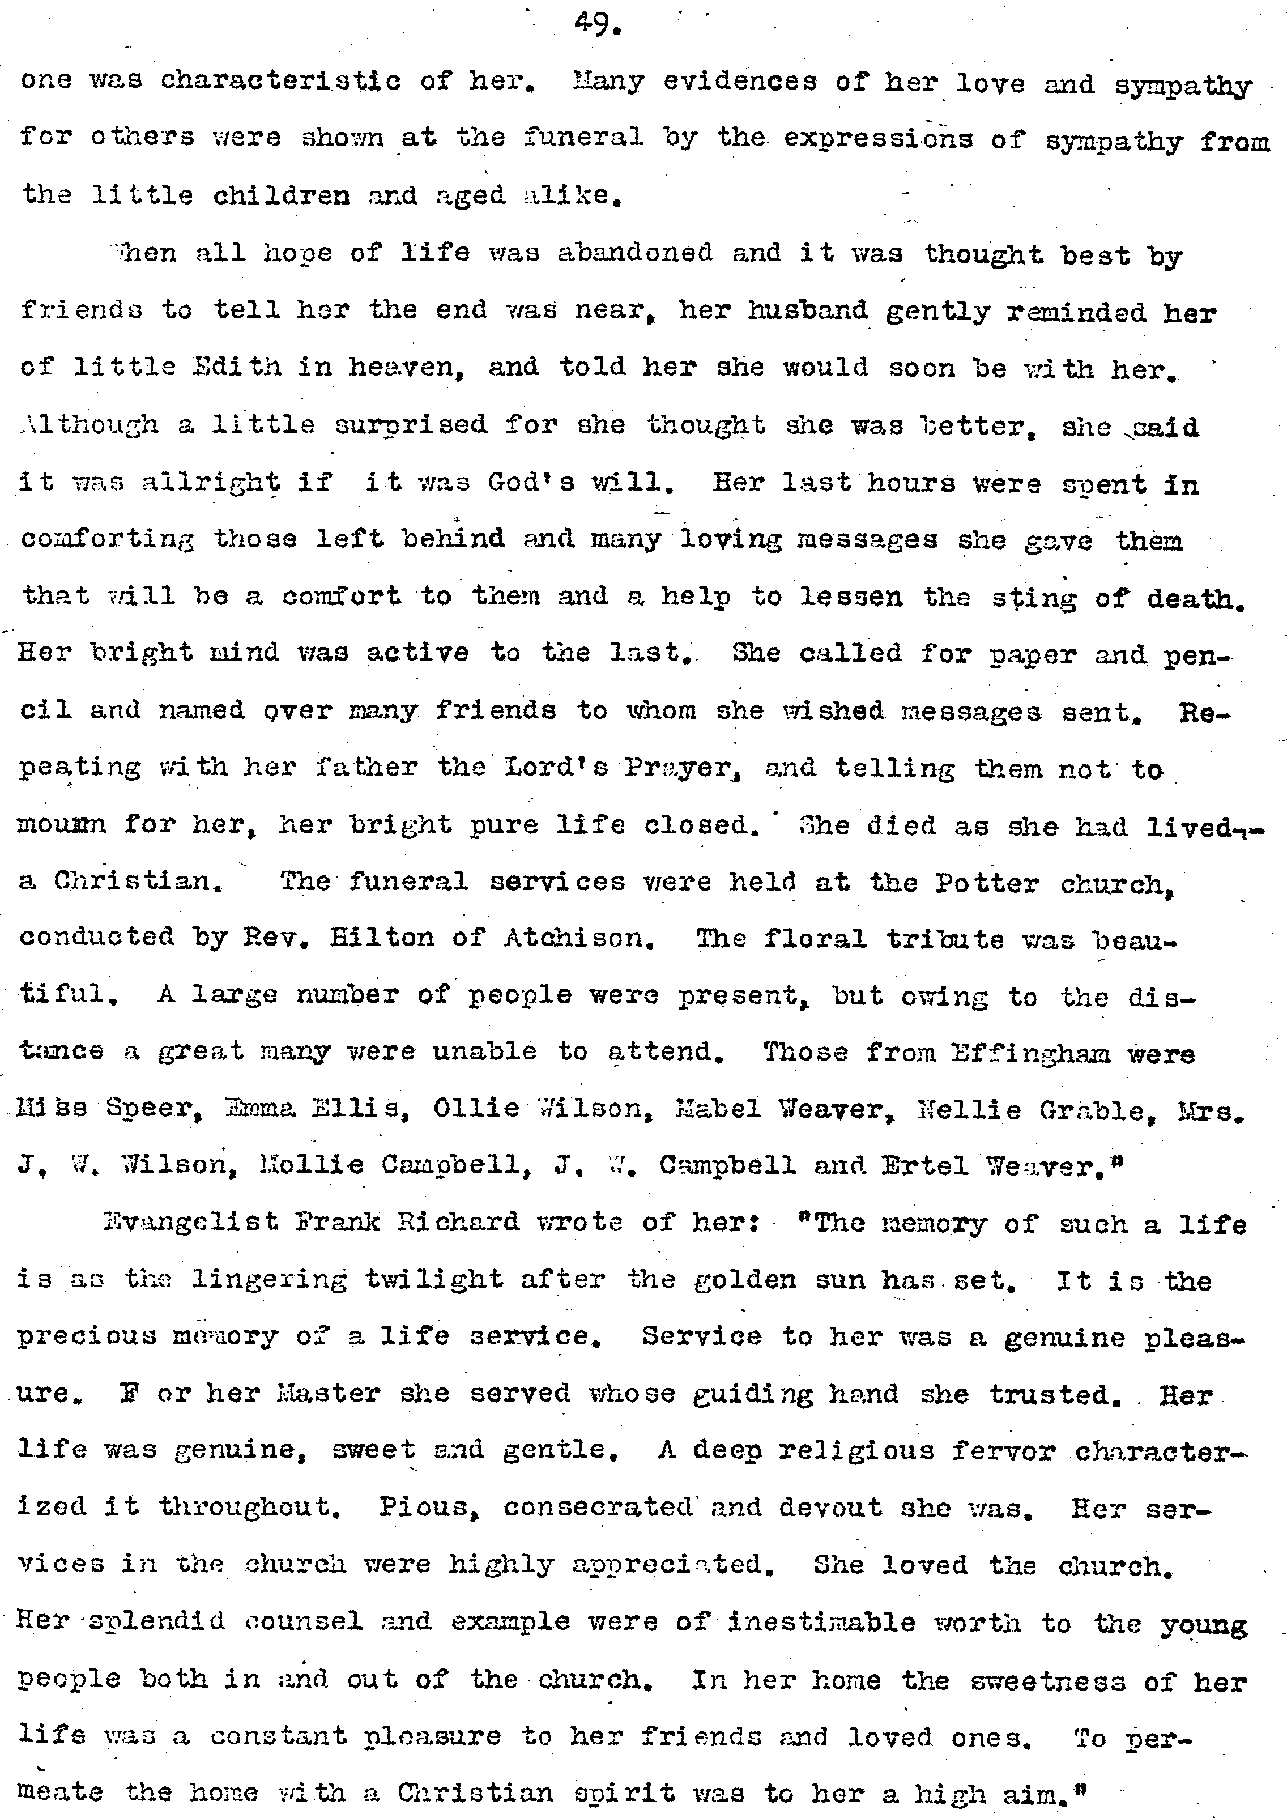 49.
one was characteristic of her. Many evidences of her love and sympathy
for others were shown at the funeral by the expressions of sympathy from
the little children and aged alike.
When all hope of life was abandoned and it was thought best by
friends to tell her the end was near, her husband gently reminded her
of little Edith in heaven, and told her she would soon be with her.
Although a little surprised for she thought she was better, she said
it was allright if it was God's will. Her last hours were spent in
comforting those left behind and many loving messages she gave them
that will be a comfort to them and a help to lessen the sting of death.
Her bright mind was active to the last. She called for paper and pen-
cil and named over many friends to whom she wished messages sent. Re-
peating with her father the Lord's Prayer, and telling them not to
mourn for her, her bright pure life closed. She died as she had lived--
a Christian. The funeral services were held at the Potter church,
conducted by Rev. Hilton of Atchison. The floral tribute was beau-
tiful. A large number of people were present, but owing to the dis-
tance a great many were unable to attend. Those from Effingham were
Miss Speer, Emma Ellis, Ollie Wilson, Mabel Weaver, Nellie Grable, Mrs.
J. W. Wilson, Mollie Campbell, J. W. Campbell and Ertel Weaver."
Evangelist Frank Richard wrote of her: "The memory of such a life
is as the lingering twilight after the golden sun has set. It is the
precious memory of a life service. Service to her was a genuine pleas-
ure. F or her Master she served whose guiding hand she trusted. Her
life was genuine, sweet and gentle. A deep religious fervor character-
ized it throughout. Pious, consecrated and devout she was. Her ser-
vices in the church were highly appreciated. She loved the church.
Her splendid counsel and example were of inestimable worth to the young
people both in and out of the church. In her home the sweetness of her
life was a constant pleasure to her friends and loved ones. To per-
meate the home with a Christian spirit was to her a high aim."